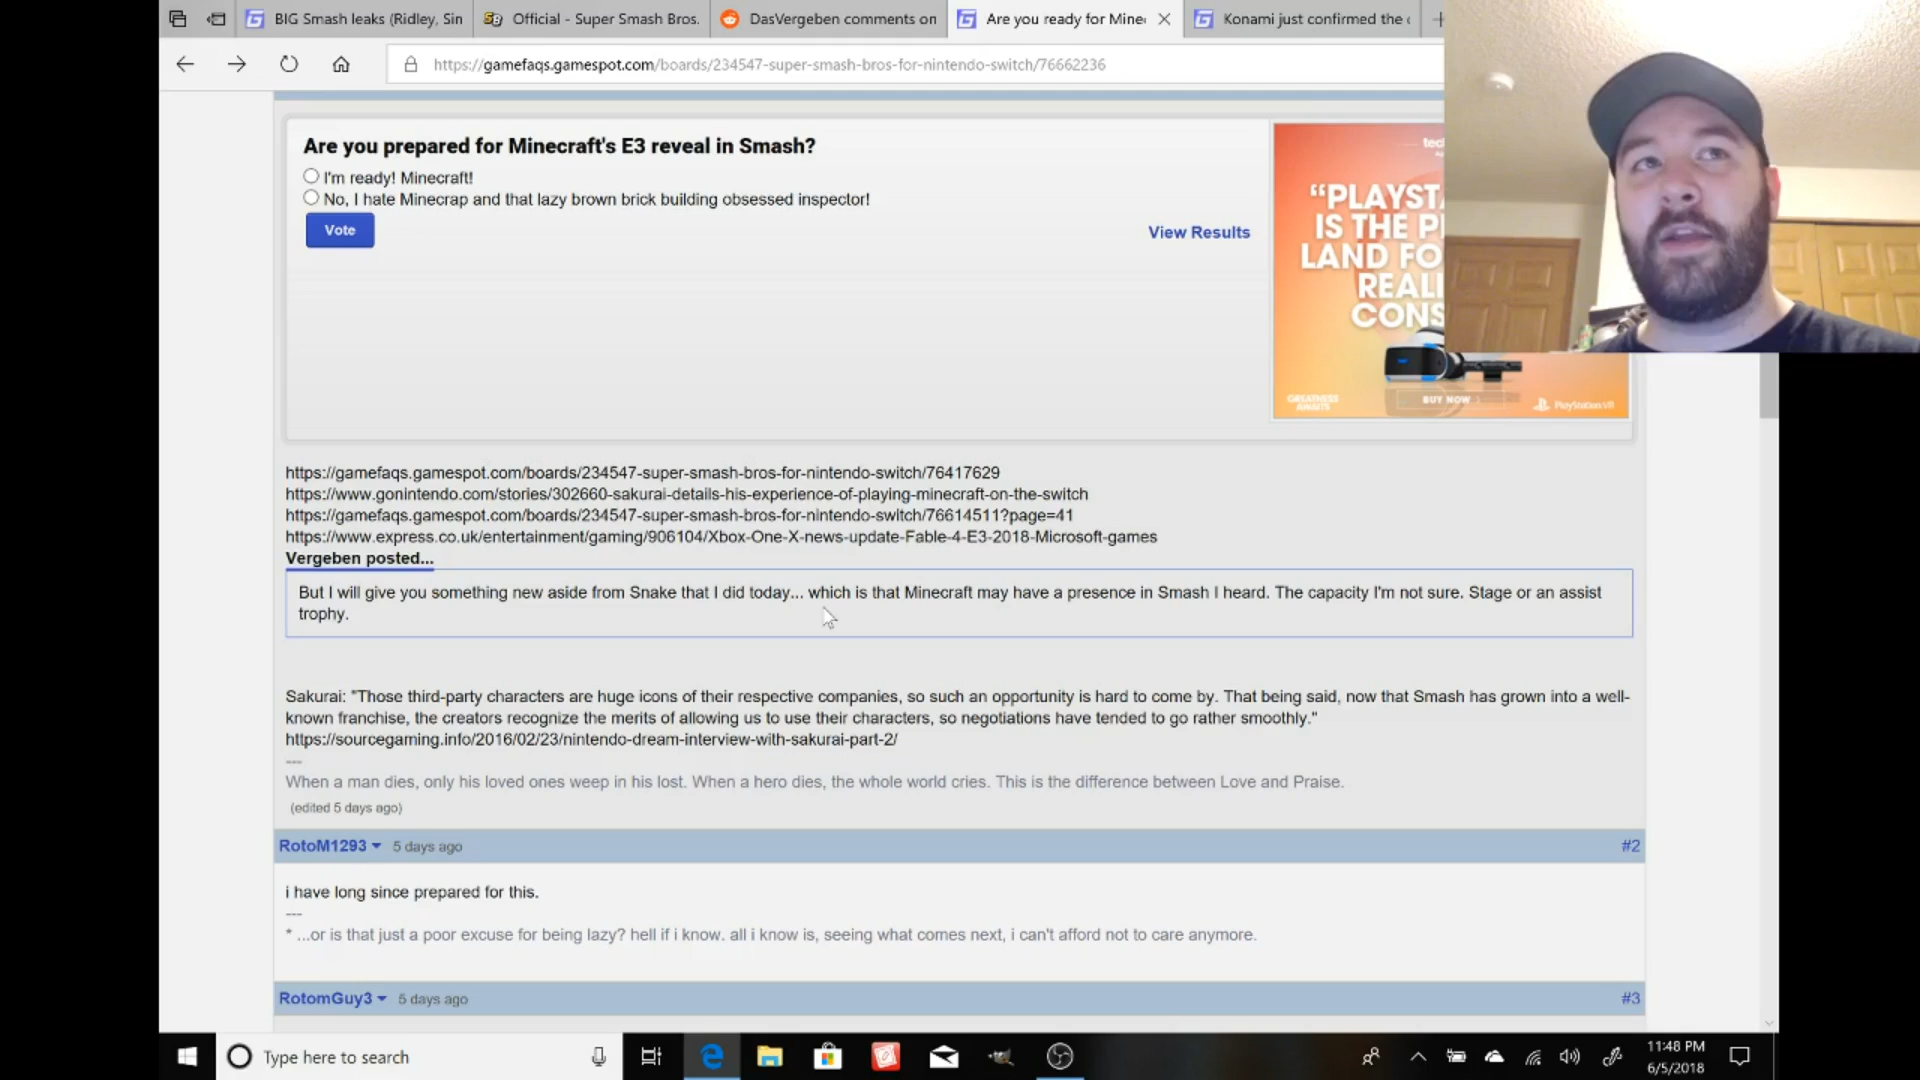 BIG Smash leaks (Ridley, Sin
Official - Super Smash Bros.
DasVergeben comments on
Are you ready for Mine
Konami just confirmed the
https://gamefaqs.gamespot.com/boards/234547-super-smash-bros-for-nintendo-switch/76662236
Are you prepared for Minecraft's E3 reveal in Smash?
I'm ready! Minecraft!
No, I hate Minecrap and that lazy brown brick building obsessed inspector!
Vote
View Results
"PLAYST
IS THE P
LAND FO
REALI
CONS
GREATNESS
AWAITS
BUY NOW
PlayStation VR
https://gamefaqs.gamespot.com/boards/234547-super-smash-bros-for-nintendo-switch/76417629
https://www.gonintendo.com/stories/302660-sakurai-details-his-experience-of-playing-minecraft-on-the-switch
https://gamefaqs.gamespot.com/boards/234547-super-smash-bros-for-nintendo-switch/76614511?page=41
https://www.express.co.uk/entertainment/gaming/906104/Xbox-One-X-news-update-Fable-4-E3-2018-Microsoft-games
Vergeben posted...
But I will give you something new aside from Snake that I did today... which is that Minecraft may have a presence in Smash I heard. The capacity I'm not sure. Stage or an assist
trophy.
Sakurai: "Those third-party characters are huge icons of their respective companies, so such an opportunity is hard to come by. That being said, now that Smash has grown into a well-
known franchise, the creators recognize the merits of allowing us to use their characters, so negotiations have tended to go rather smoothly."
https://sourcegaming.info/2016/02/23/nintendo-dream-interview-with-sakurai-part-2/
---
When a man dies, only his loved ones weep in his lost. When a hero dies, the whole world cries. This is the difference between Love and Praise.
(edited 5 days ago)
RotoM1293 5 days ago #2
i have long since prepared for this.
---
* ...or is that just a poor excuse for being lazy? hell if i know. all i know is, seeing what comes next, i can't afford not to care anymore.
RotomGuy3 5 days ago #3
Type here to search
11:48 PM
6/5/2018